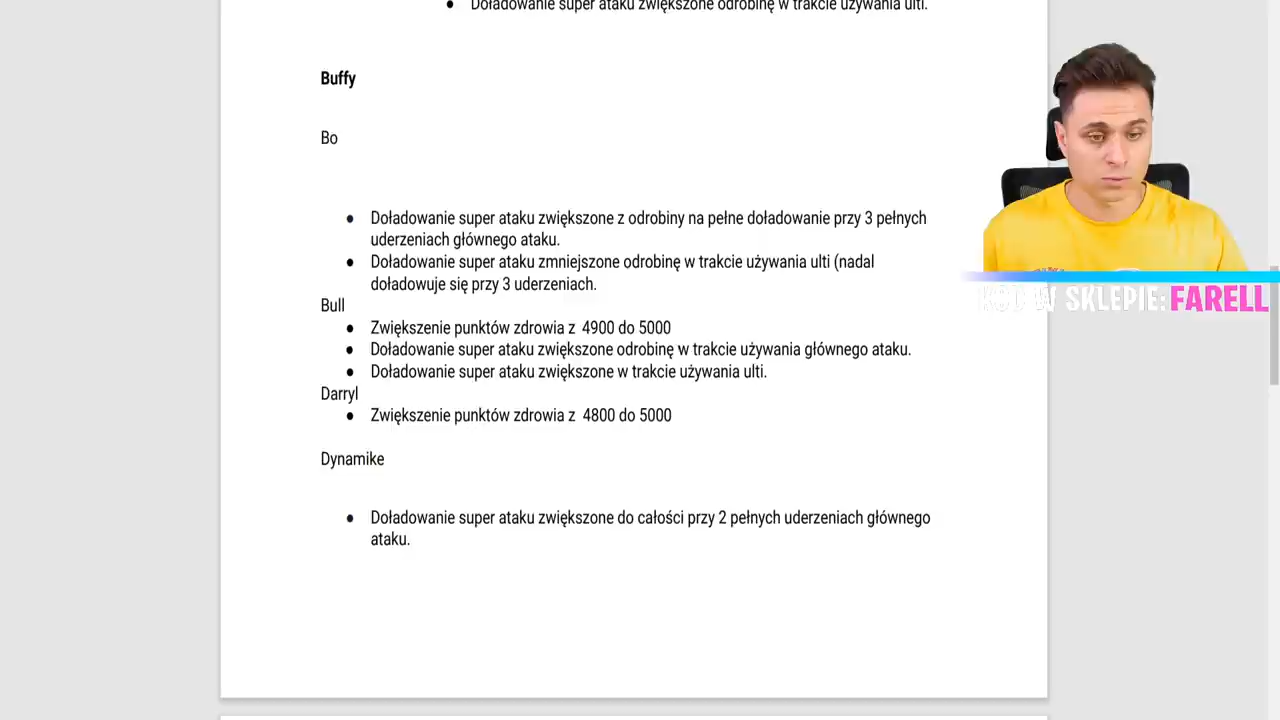 Doładowanie super ataku zwiększone odrobinę w trakcie używania ulti.
Buffy
Bo
Doładowanie super ataku zwiększone z odrobiny na pełne doładowanie przy 3 pełnych
uderzeniach głównego ataku.
Doładowanie super ataku zmniejszone odrobinę w trakcie używania ulti (nadal
doładowuje się przy 3 uderzeniach.
Bull
Zwiększenie punktów zdrowia z 4900 do 5000
Doładowanie super ataku zwiększone odrobinę w trakcie używania głównego ataku.
Doładowanie super ataku zwiększone w trakcie używania ulti.
Darryl
Zwiększenie punktów zdrowia z 4800 do 5000
Dynamike
Doładowanie super ataku zwiększone do całości przy 2 pełnych uderzeniach głównego
ataku.
KOD W SKLEPIE: FARELL